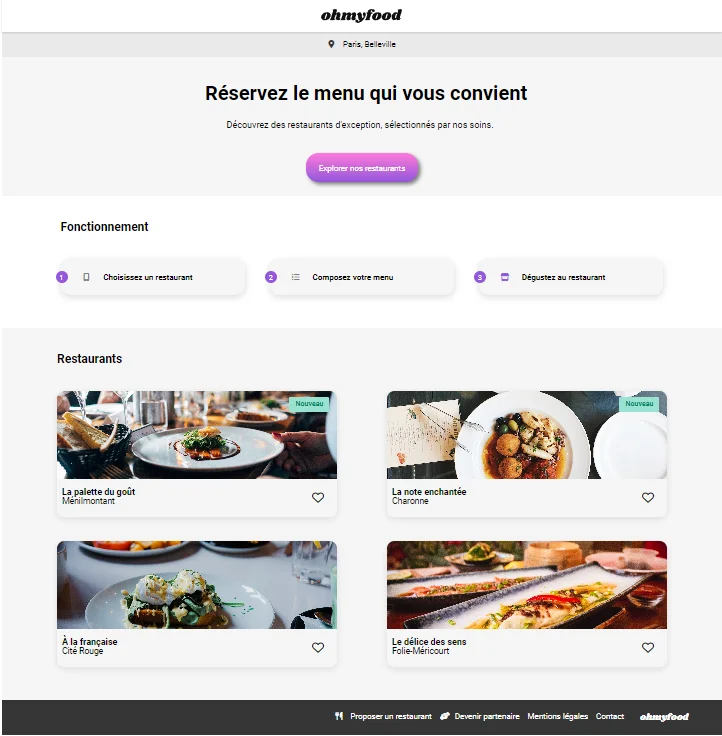 ohmyfood
Paris, Belleville
Réservez le menu qui vous convient
Découvrez des restaurants d'exception, sélectionnés par nos soins.
Explorer nos restaurants
Fonctionnement
1 Choisissez un restaurant
2 Composez votre menu
3 Dégustez au restaurant
Restaurants
Nouveau
La palette du goût
Ménilmontant
Nouveau
La note enchantée
Charonne
À la française
Cité Rouge
Le délice des sens
Folie-Méricourt
Proposer un restaurant Devenir partenaire Mentions légales Contact ohmyfood